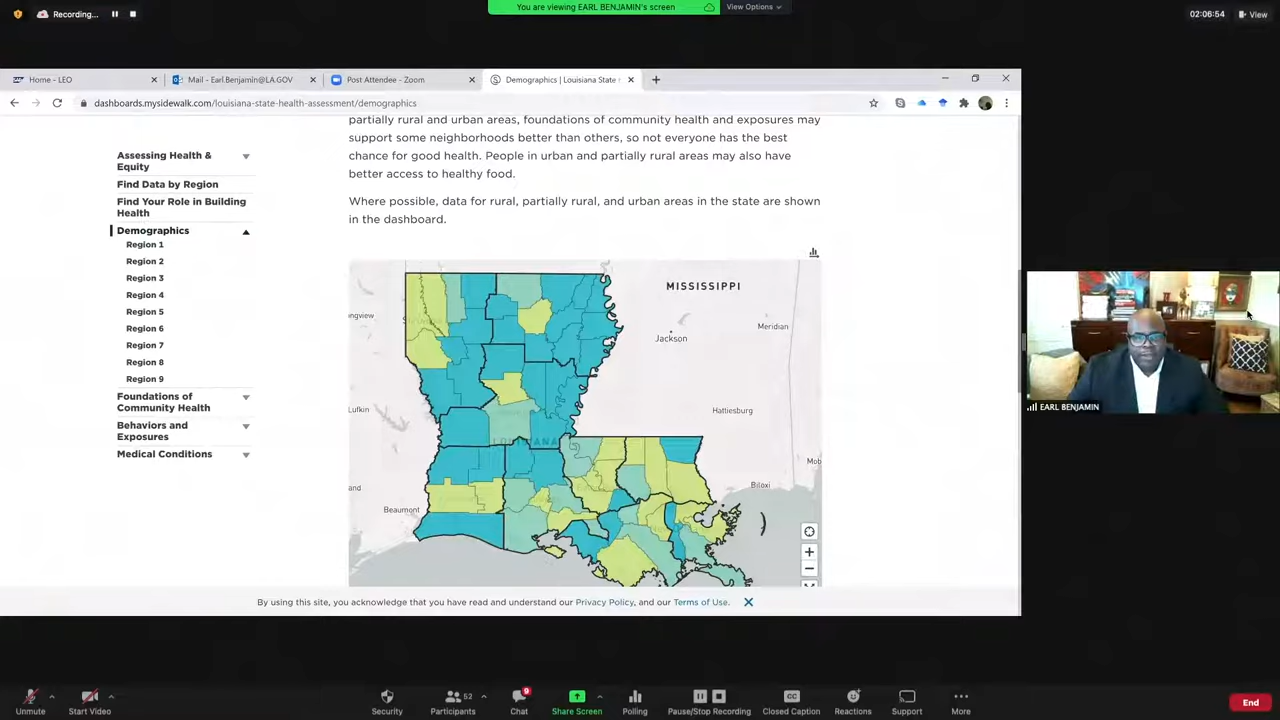 Recording...
You are viewing EARL BENJAMIN's screen
View Options
02:06:54
View
Home - LEO
Mail - Earl.Benjamin@LA.GOV
Post Attendee - Zoom
Demographics | Louisiana State
dashboards.mysidewalk.com/louisiana-state-health-assessment/demographics
partially rural and urban areas, foundations of community health and exposures may
support some neighborhoods better than others, so not everyone has the best
chance for good health. People in urban and partially rural areas may also have
better access to healthy food.
Where possible, data for rural, partially rural, and urban areas in the state are shown
in the dashboard.
Assessing Health &
Equity
Find Data by Region
Find Your Role in Building
Health
Demographics
Region 1
Region 2
Region 3
Region 4
Region 5
Region 6
Region 7
Region 8
Region 9
Foundations of
Community Health
Behaviors and
Exposures
Medical Conditions
MISSISSIPPI
ongview
Jackson
Meridian
Lufkin
Hattiesburg
LOUISIANA
Mob
and
Biloxi
Beaumont
EARL BENJAMIN
By using this site, you acknowledge that you have read and understand our Privacy Policy, and our Terms of Use.
Unmute
Start Video
Security
52
Participants
9
Chat
Share Screen
Polling
Pause/Stop Recording
CC
Closed Caption
Reactions
Support
More
End